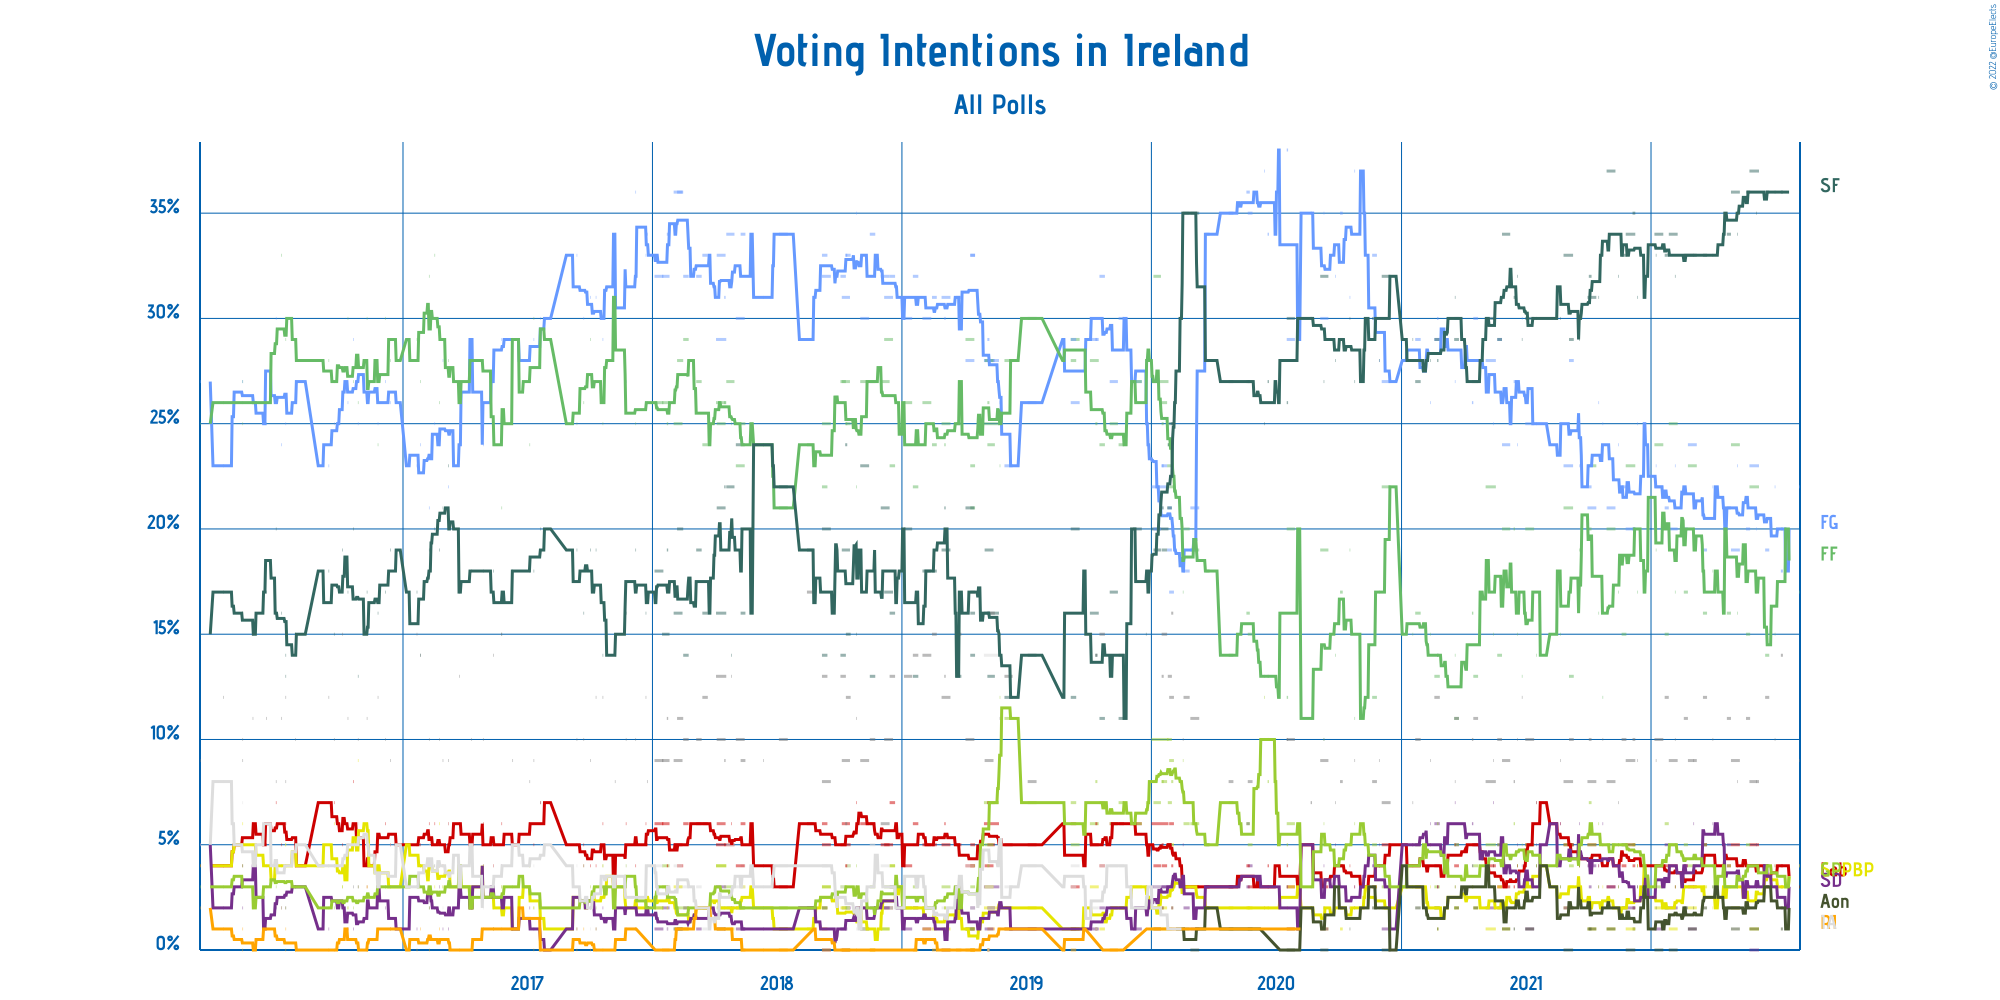 © 2022 @EuropeElects
Voting Intentions in Ireland
All Polls
35%
30%
25%
20%
15%
10%
5%
0%
SF
FG
FF
SD
Aon
2017
2018
2019
2020
2021